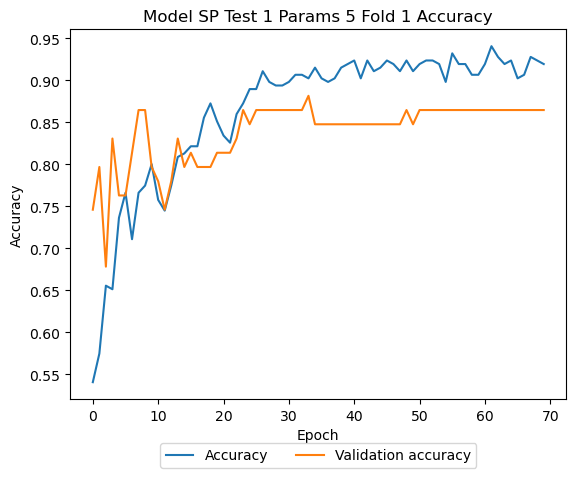 Model SP Test 1 Params 5 Fold 1 Accuracy
0.95
0.90
0.85
0.80
0.75
0.70
0.65
0.60
0.55
Accuracy
0 10 20 30 40 50 60 70
Epoch
Accuracy Validation accuracy